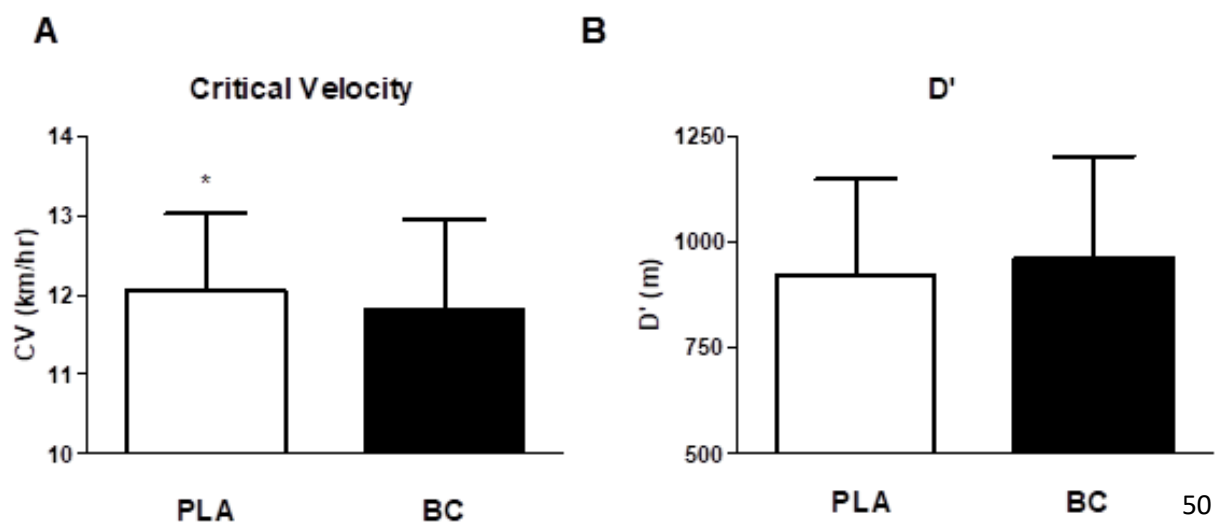 A
Critical Velocity
CV (km/hr)
14
13
12
11
10
*
PLA BC
B
D'
D' (m)
1250
1000
750
500
PLA BC
50